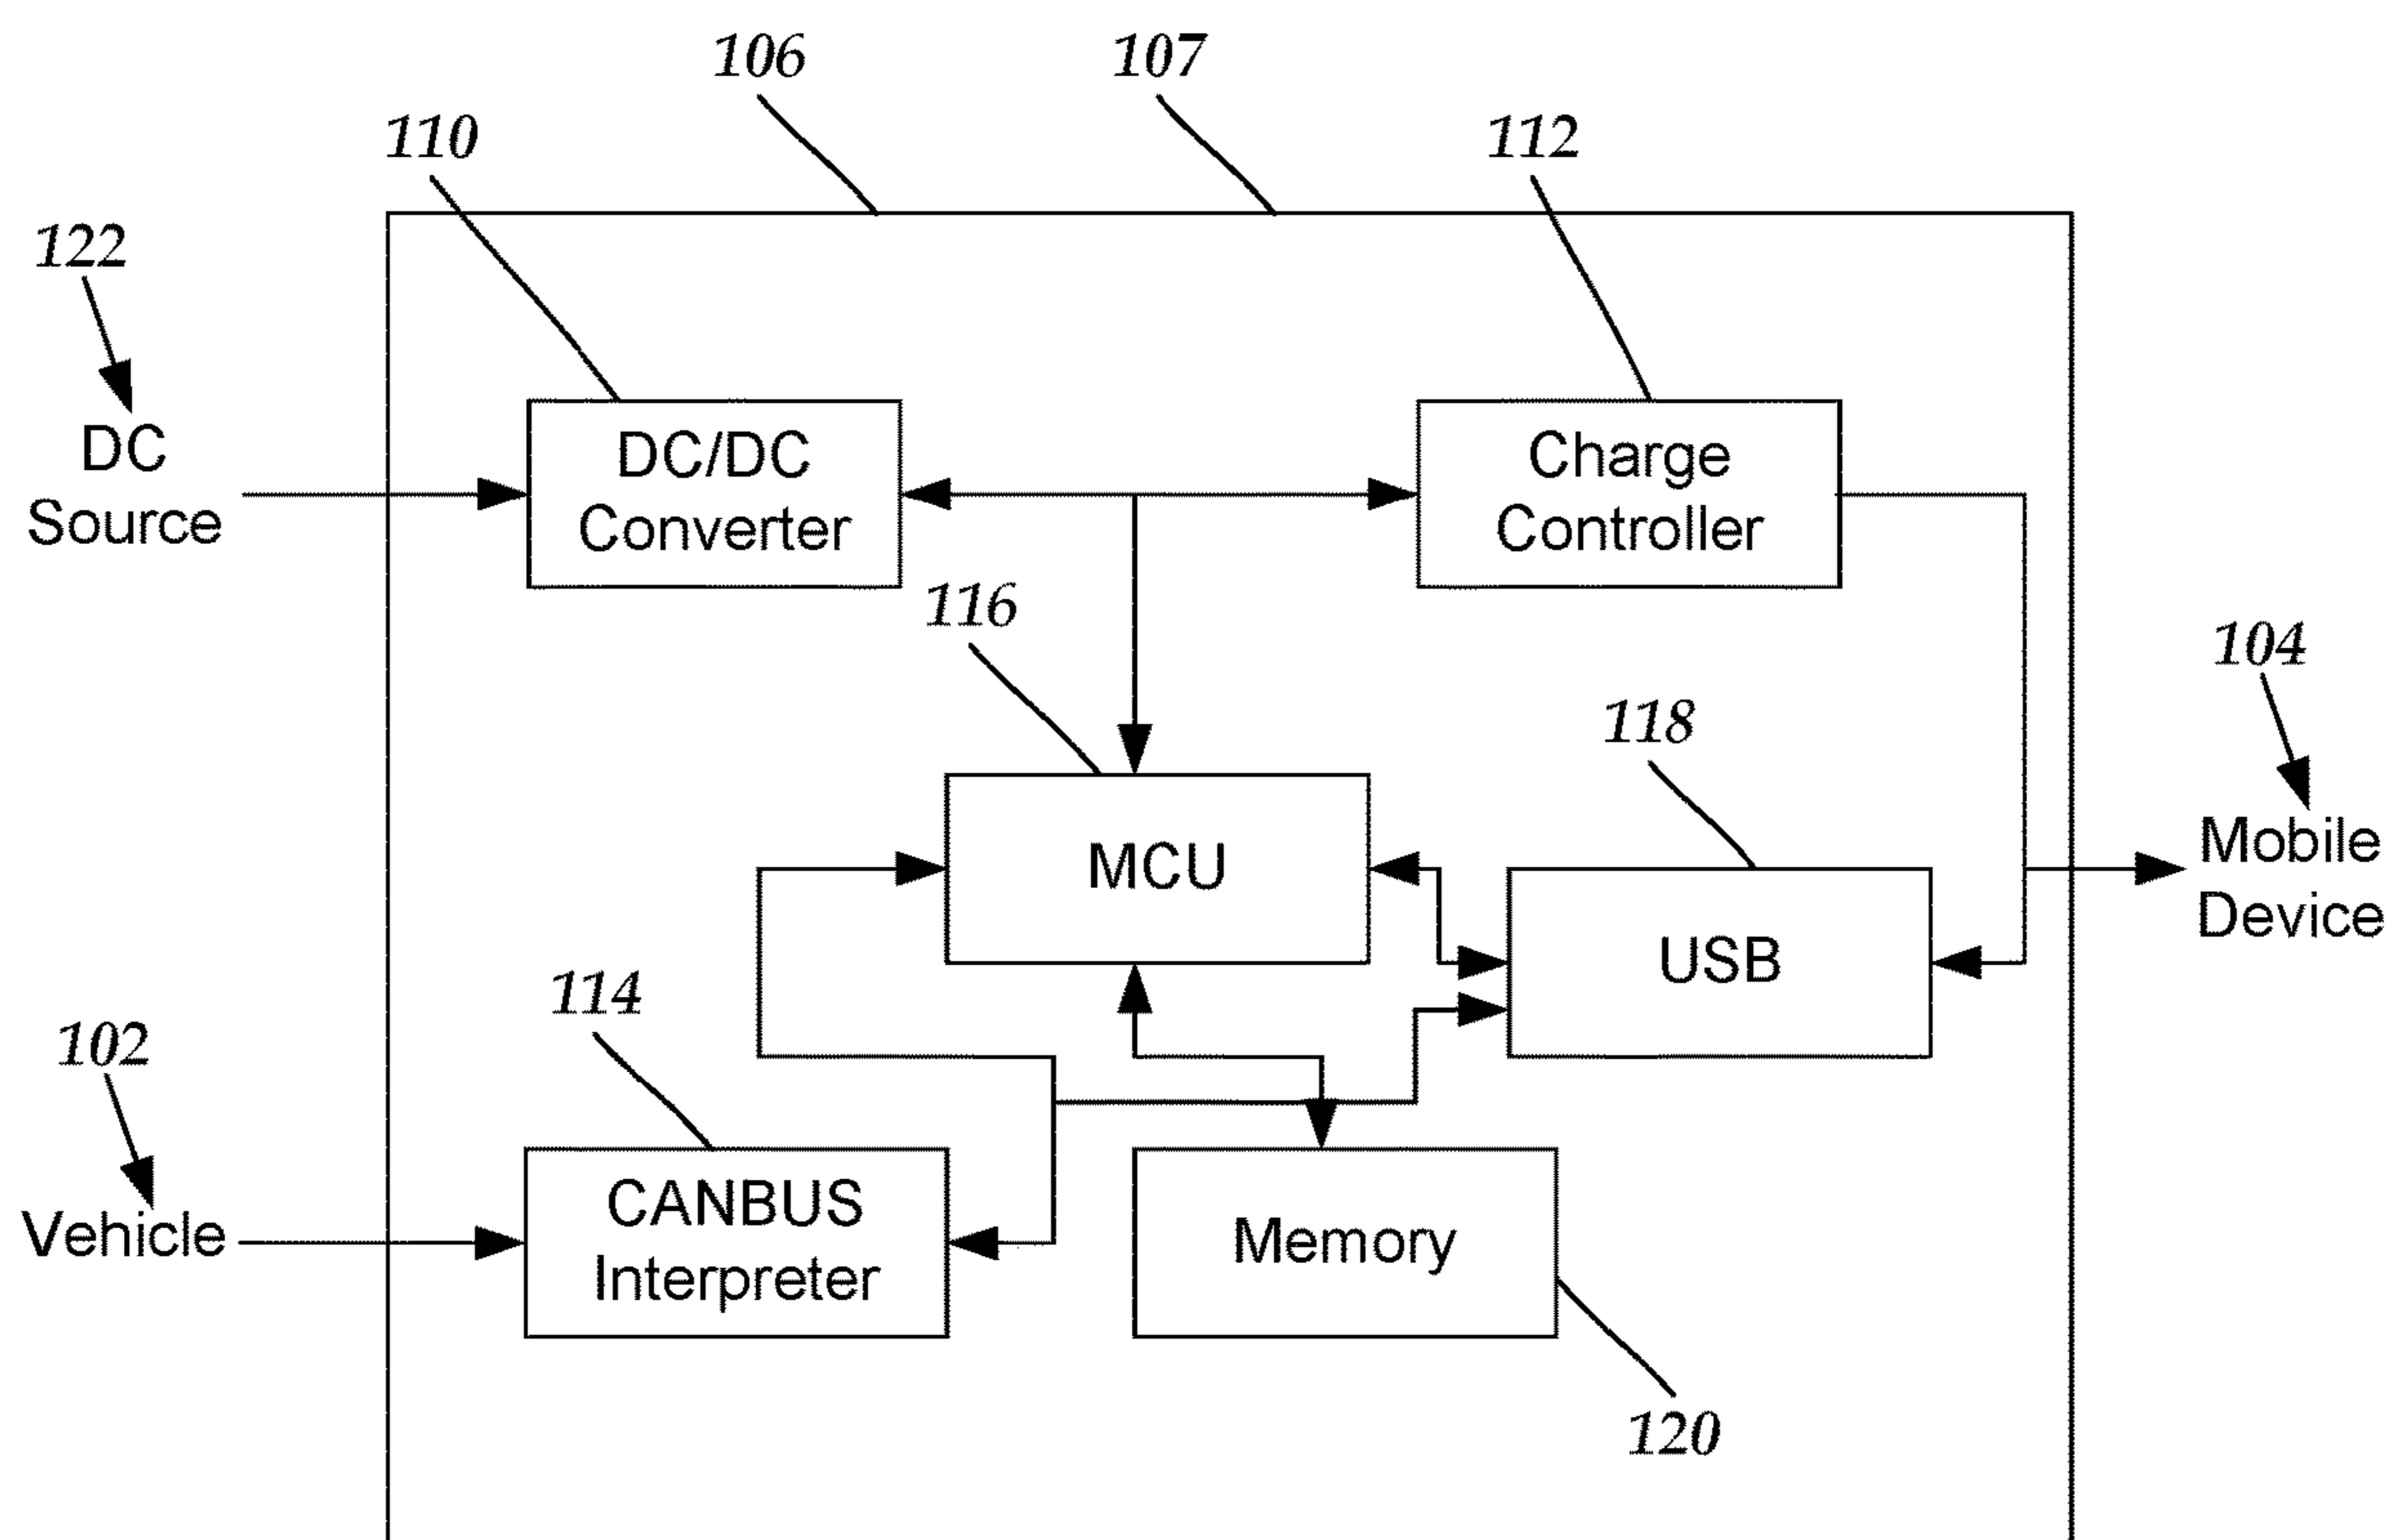 106
107
110
112
122
DC
Source
DC/DC
Converter
Charge
Controller
116
104
118
MCU
Mobile
Device
USB
114
102
CANBUS
Interpreter
Vehicle
Memory
120